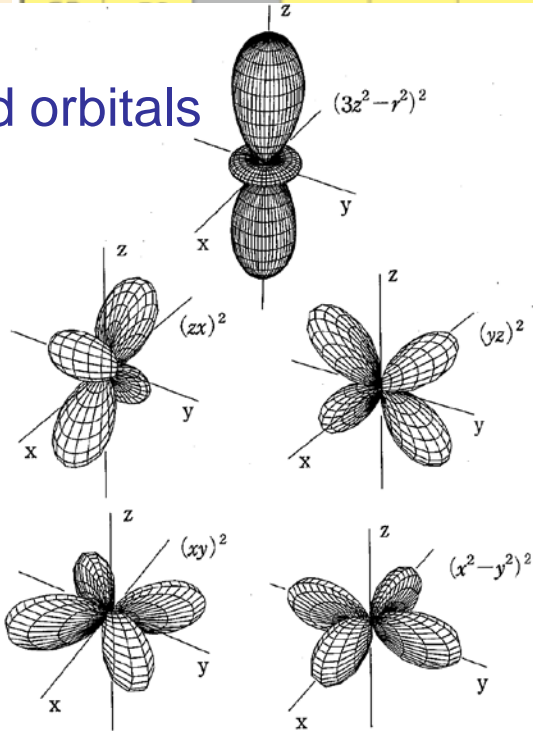 z
d orbitals
(3z²−r²)²
y
x
z
(zx)²
y
x
z
(yz)²
y
x
z
(xy)²
y
x
z
(x²−y²)²
y
x